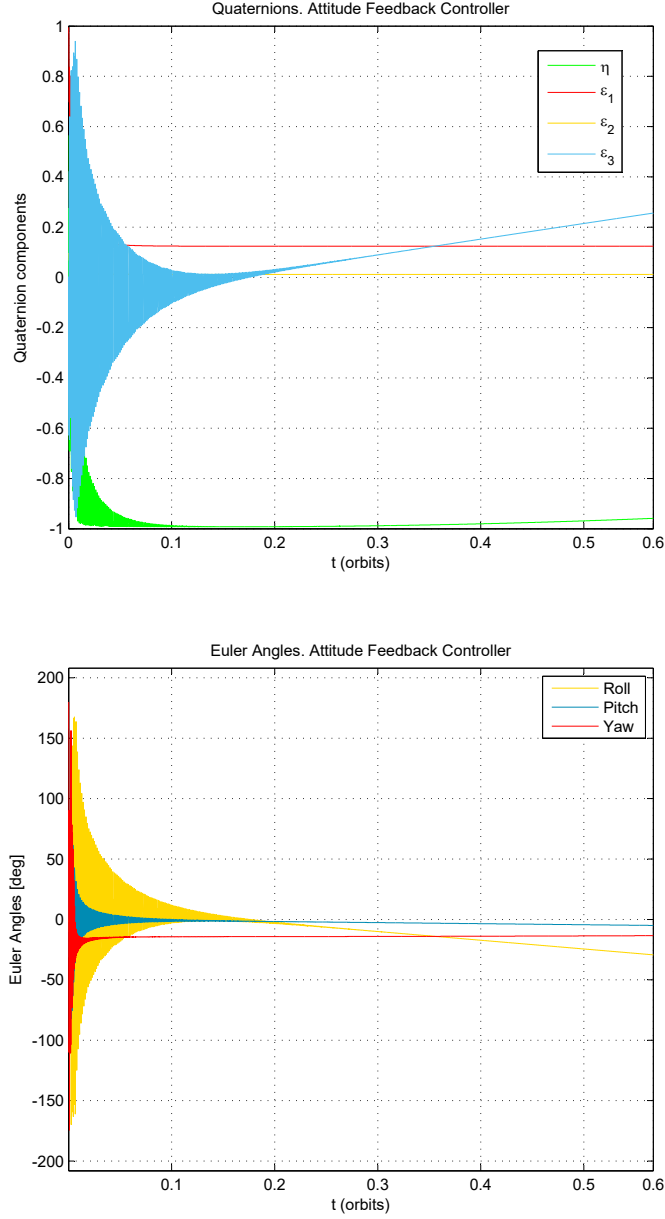 Quaternions. Attitude Feedback Controller
1
0.8
0.6
0.4
0.2
0
-0.2
-0.4
-0.6
-0.8
-1
Quaternion components
η
ε1
ε2
ε3
0 0.1 0.2 0.3 0.4 0.5 0.6
t (orbits)
Euler Angles. Attitude Feedback Controller
200
150
100
50
0
-50
-100
-150
-200
Euler Angles [deg]
Roll
Pitch
Yaw
0 0.1 0.2 0.3 0.4 0.5 0.6
t (orbits)